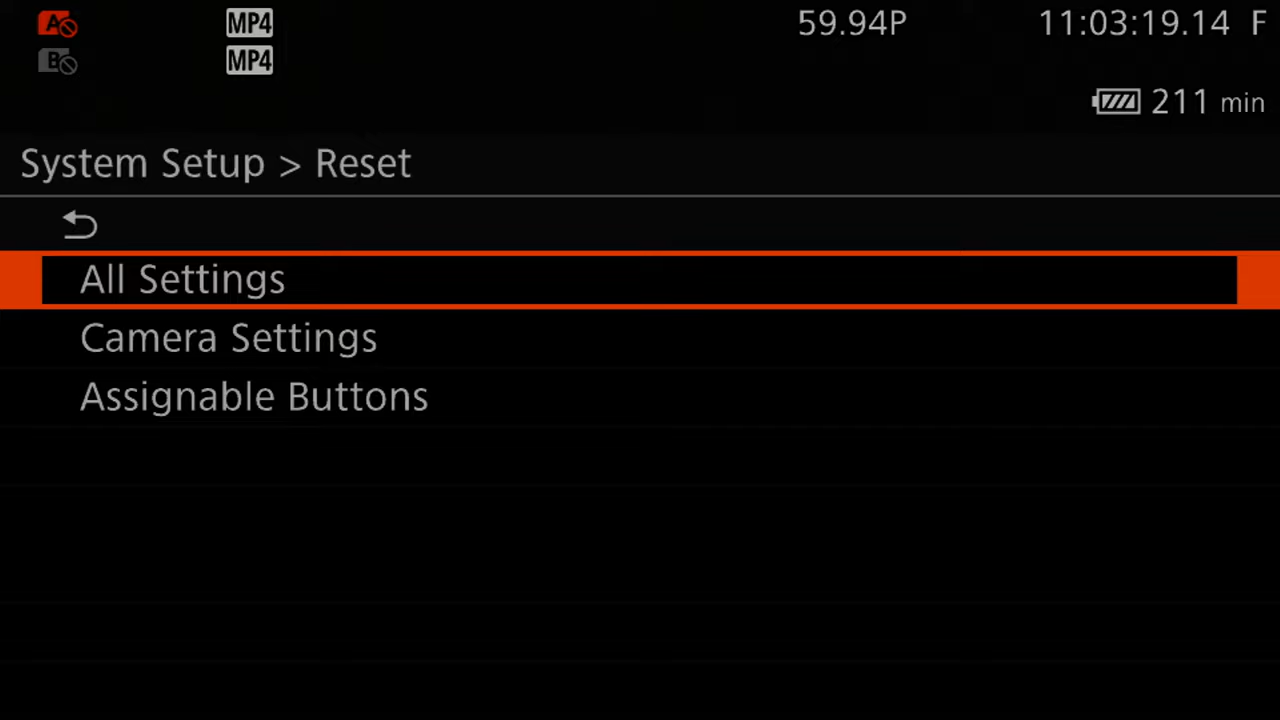 A MP4 59.94P 11:03:19.14 F
B MP4
211 min
System Setup > Reset
All Settings
Camera Settings
Assignable Buttons